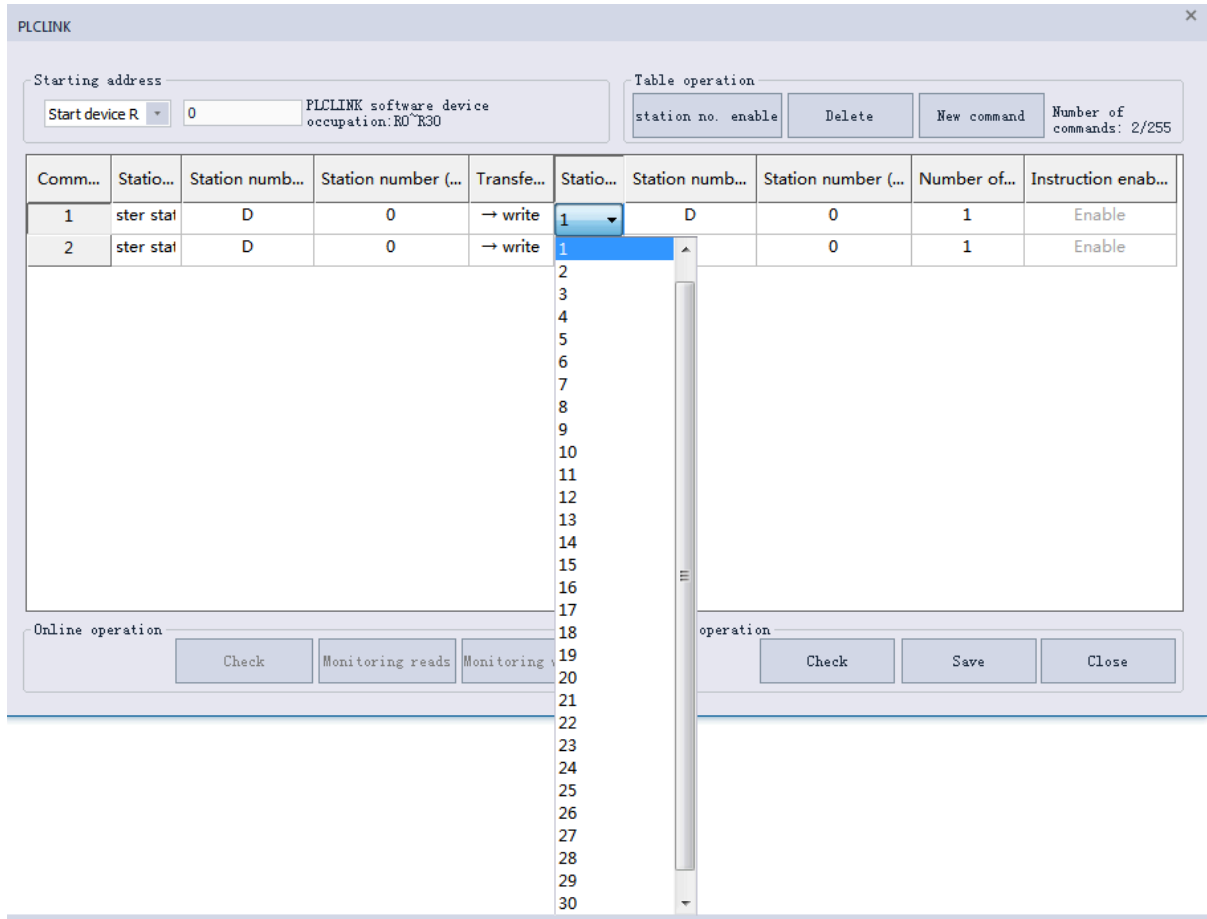 PLCLINK
Starting address
Start device R
0
PLCLINK software device
occupation:R0~R30
Table operation
station no. enable
Delete
New command
Number of
commands: 2/255
Comm... Statio... Station numb... Station number (... Transfe... Statio... Station numb... Station number (... Number of... Instruction enab...
1 ster stat D 0 → write 1 D 0 1 Enable
2 ster stat D 0 → write 0 1 Enable
1
2
3
4
5
6
7
8
9
10
11
12
13
14
15
16
17
18
19
20
21
22
23
24
25
26
27
28
29
30
Online operation
Check
Monitoring reads
Monitoring
operation
Check
Save
Close